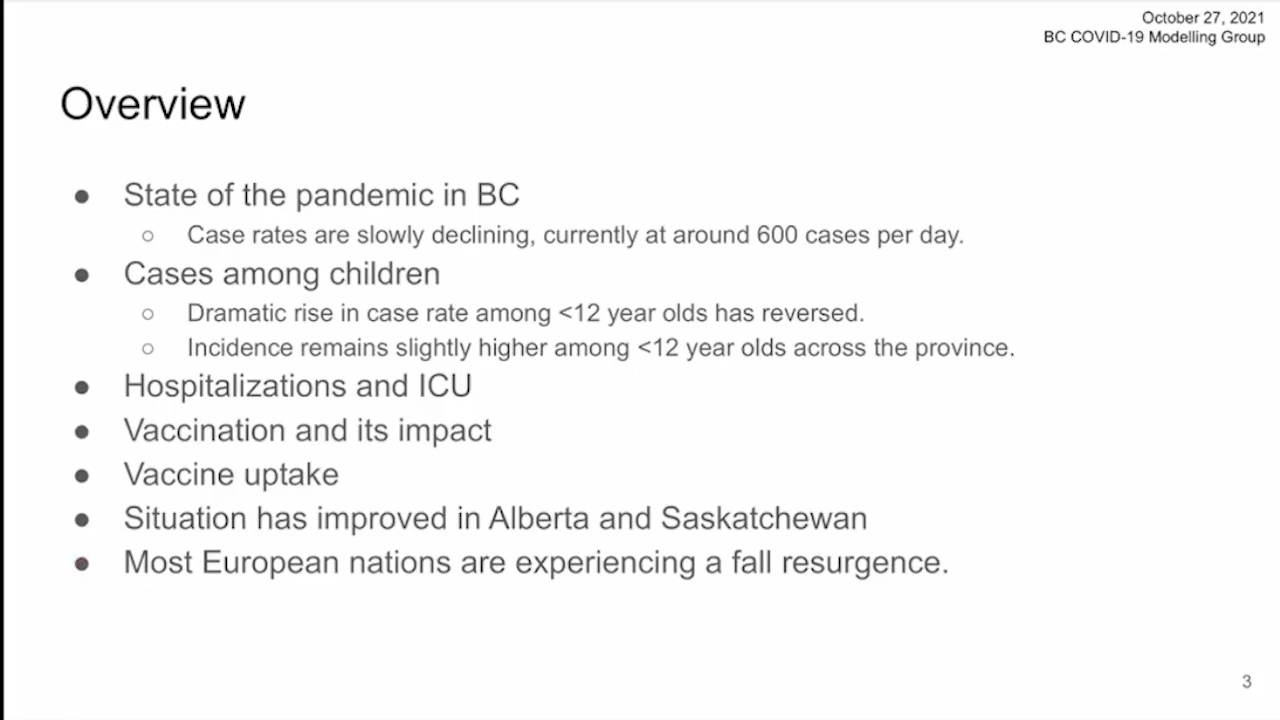 October 27, 2021
BC COVID-19 Modelling Group
Overview
● State of the pandemic in BC
○ Case rates are slowly declining, currently at around 600 cases per day.
● Cases among children
○ Dramatic rise in case rate among <12 year olds has reversed.
○ Incidence remains slightly higher among <12 year olds across the province.
● Hospitalizations and ICU
● Vaccination and its impact
● Vaccine uptake
● Situation has improved in Alberta and Saskatchewan
● Most European nations are experiencing a fall resurgence.
3